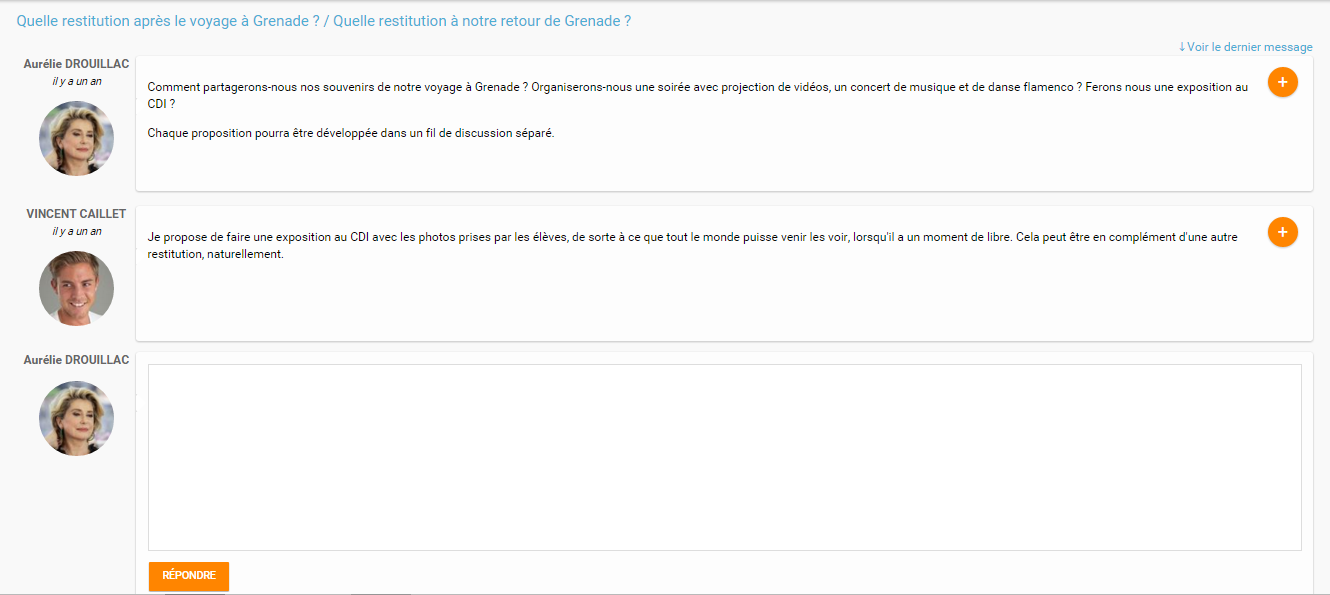 Quelle restitution après le voyage à Grenade ? / Quelle restitution à notre retour de Grenade ?
↓Voir le dernier message
Aurélie DROUILLAC
il y a un an
Comment partagerons-nous nos souvenirs de notre voyage à Grenade ? Organiserons-nous une soirée avec projection de vidéos, un concert de musique et de danse flamenco ? Ferons nous une exposition au
CDI ?
Chaque proposition pourra être développée dans un fil de discussion séparé.
+
VINCENT CAILLET
il y a un an
Je propose de faire une exposition au CDI avec les photos prises par les élèves, de sorte à ce que tout le monde puisse venir les voir, lorsqu'il a un moment de libre. Cela peut être en complément d'une autre
restitution, naturellement.
+
Aurélie DROUILLAC
RÉPONDRE